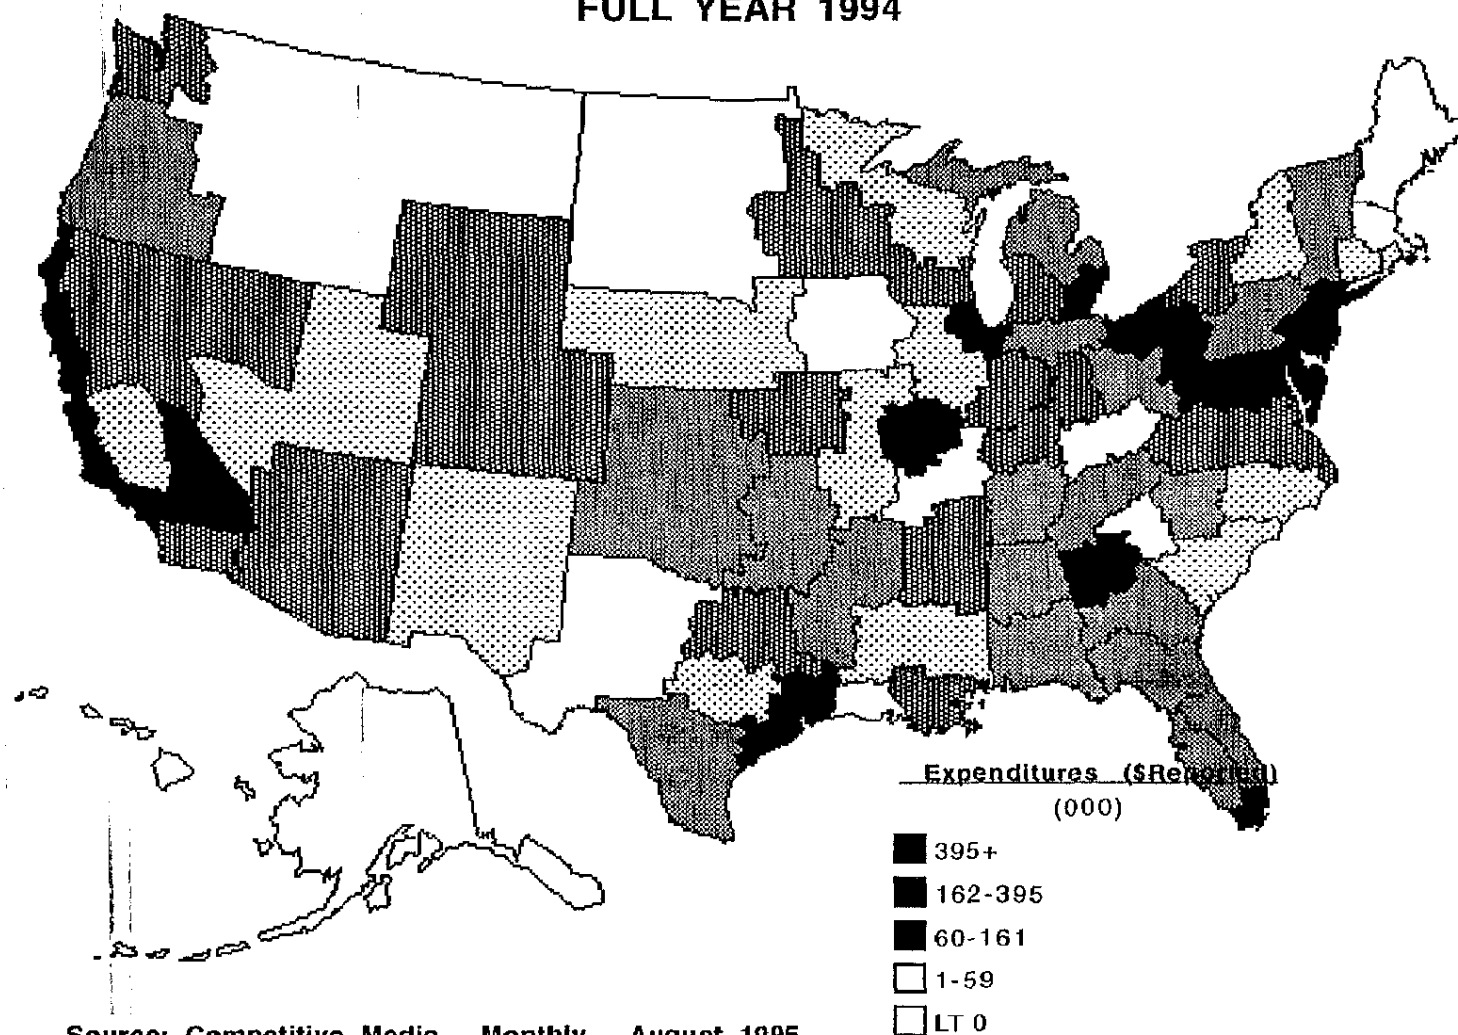 FULL YEAR 1994
Expenditures ($Reported)
(000)
395+
162-395
60-161
1-59
LT 0
Source: Competitive Media Monthly August 1995